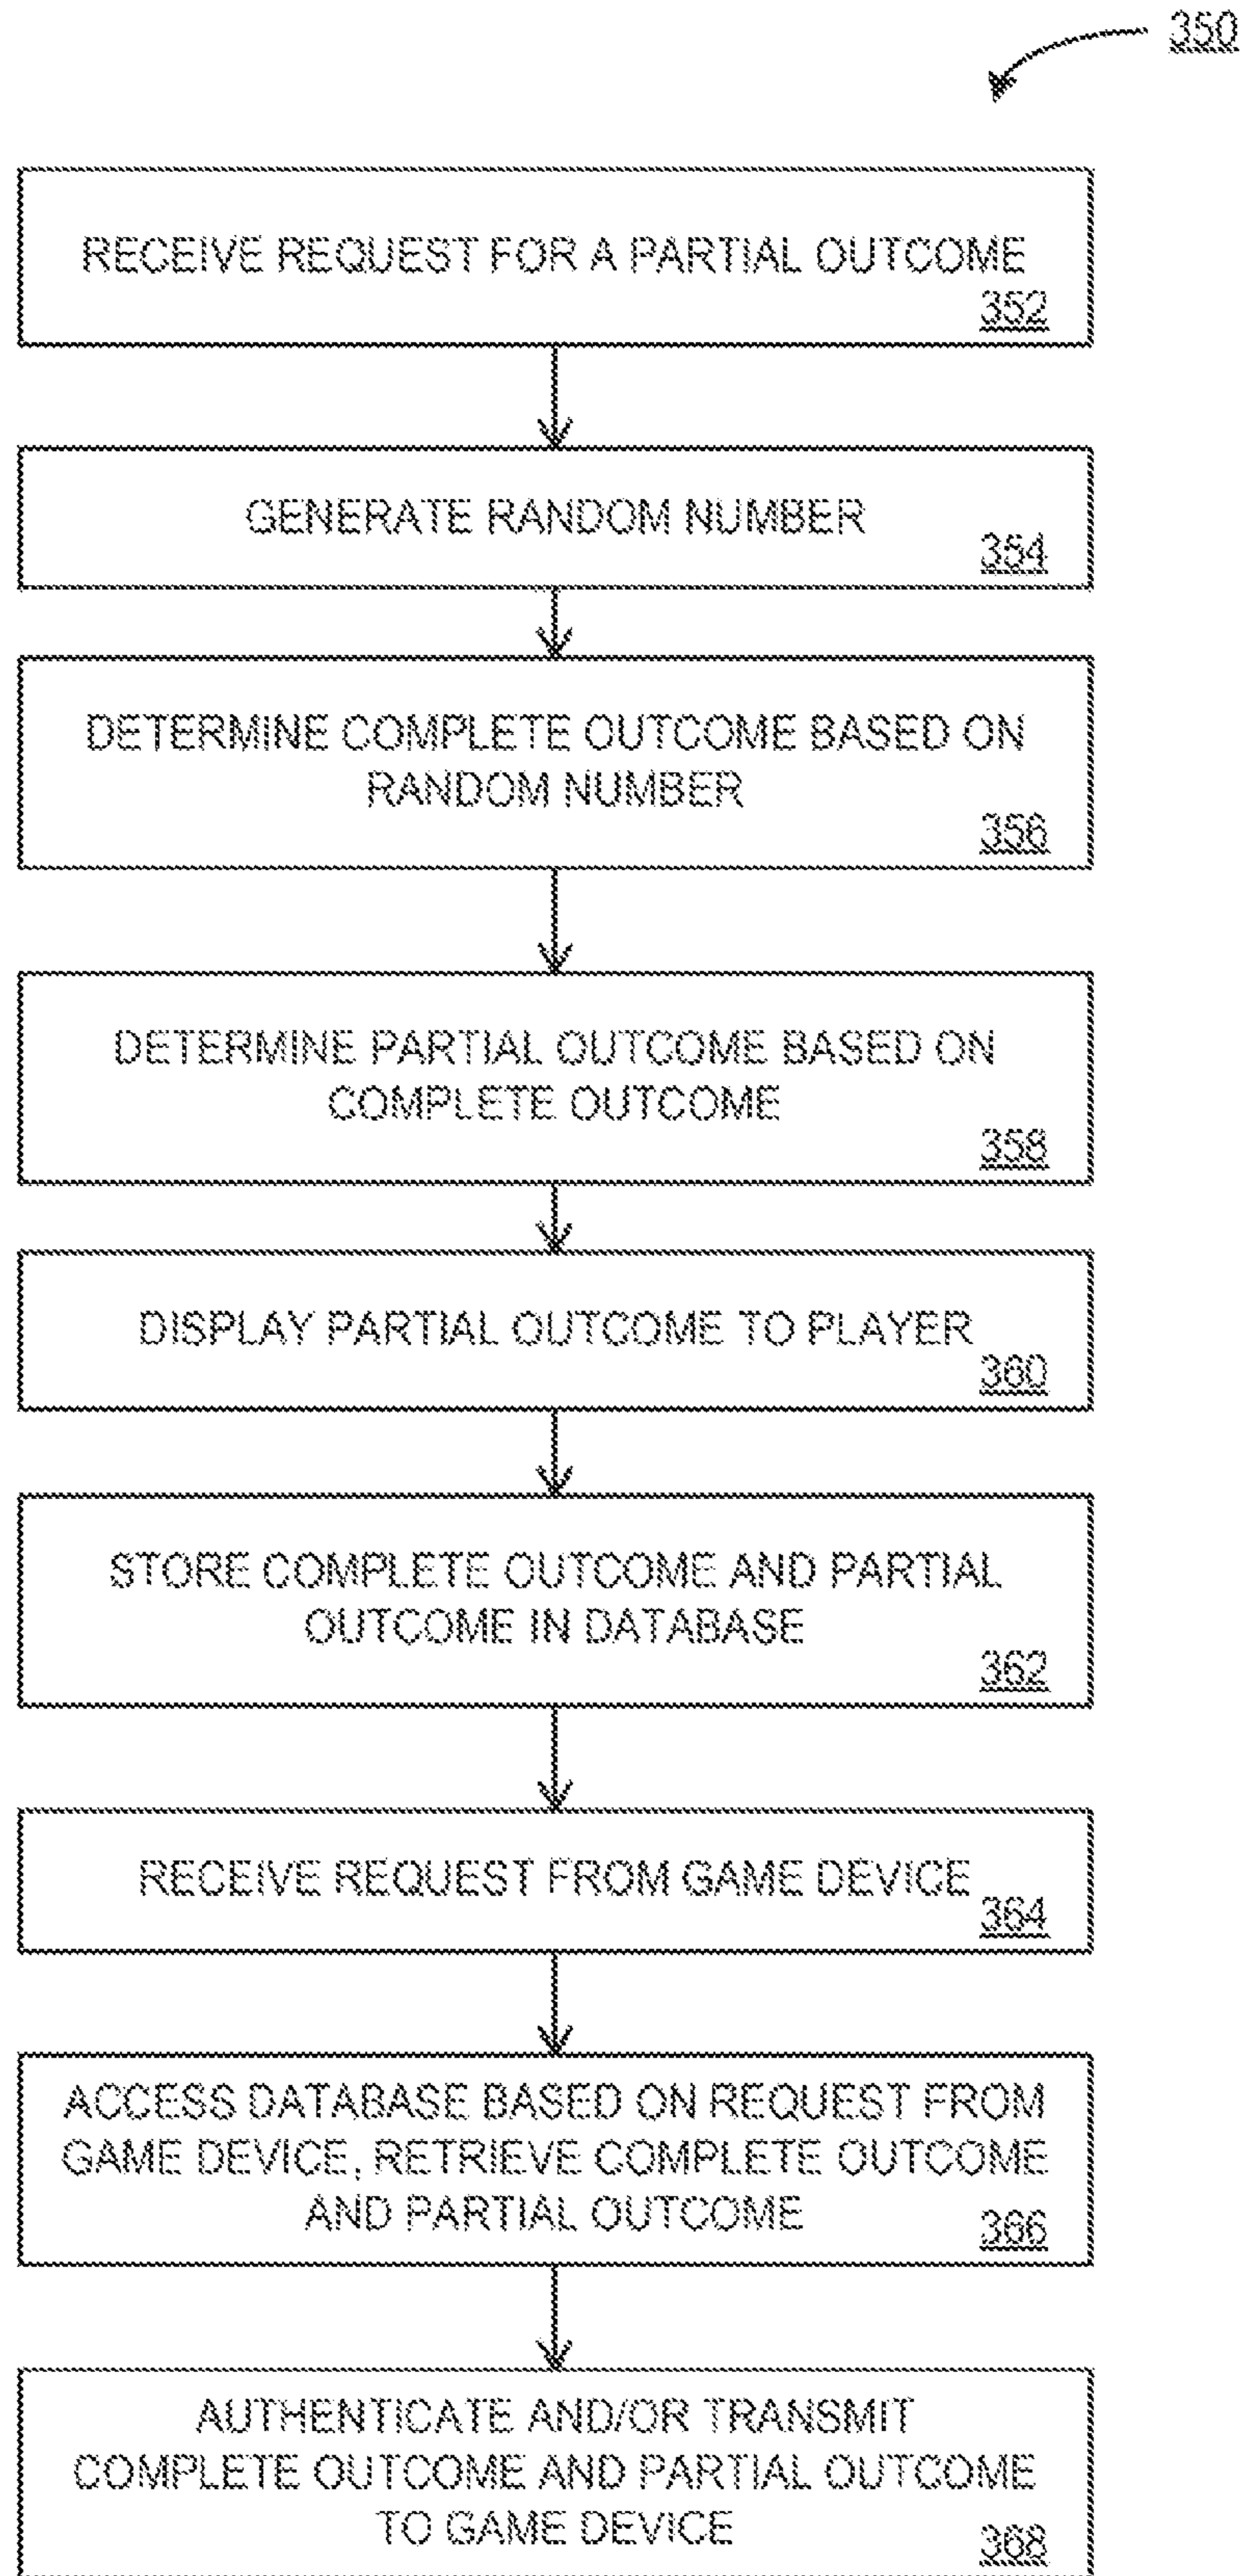 350
RECEIVE REQUEST FOR A PARTIAL OUTCOME
352
GENERATE RANDOM NUMBER
354
DETERMINE COMPLETE OUTCOME BASED ON
RANDOM NUMBER
356
DETERMINE PARTIAL OUTCOME BASED ON
COMPLETE OUTCOME
358
DISPLAY PARTIAL OUTCOME TO PLAYER
360
STORE COMPLETE OUTCOME AND PARTIAL
OUTCOME IN DATABASE
362
RECEIVE REQUEST FROM GAME DEVICE
364
ACCESS DATABASE BASED ON REQUEST FROM
GAME DEVICE, RETRIEVE COMPLETE OUTCOME
AND PARTIAL OUTCOME
366
AUTHENTICATE AND/OR TRANSMIT
COMPLETE OUTCOME AND PARTIAL OUTCOME
TO GAME DEVICE
368